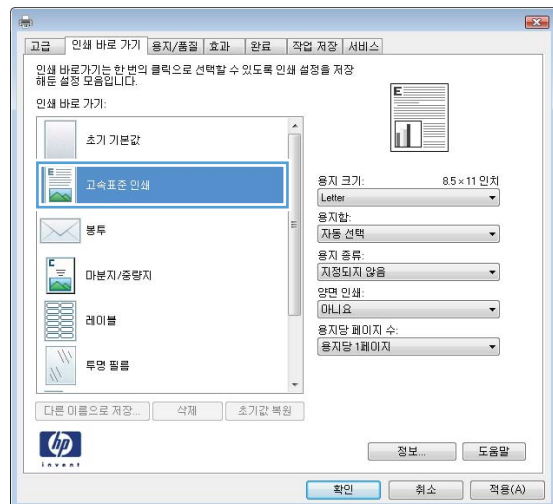 고급 인쇄 바로 가기 용지/품질 효과 완료 작업 저장 서비스
인쇄 바로가기는 한 번의 클릭으로 선택할 수 있도록 인쇄 설정을 저장
해둔 설정 모음입니다.
인쇄 바로 가기:
초기 기본값
고속표준 인쇄
봉투
마분지/중량지
레이블
투명 필름
다른 이름으로 저장... 삭제 초기값 복원
E
용지 크기: 8.5×11 인치
Letter
용지함:
자동 선택
용지 종류:
지정되지 않음
양면 인쇄:
아니요
용지당 페이지 수:
용지당 1페이지
hp
invent
정보... 도움말
확인 취소 적용(A)